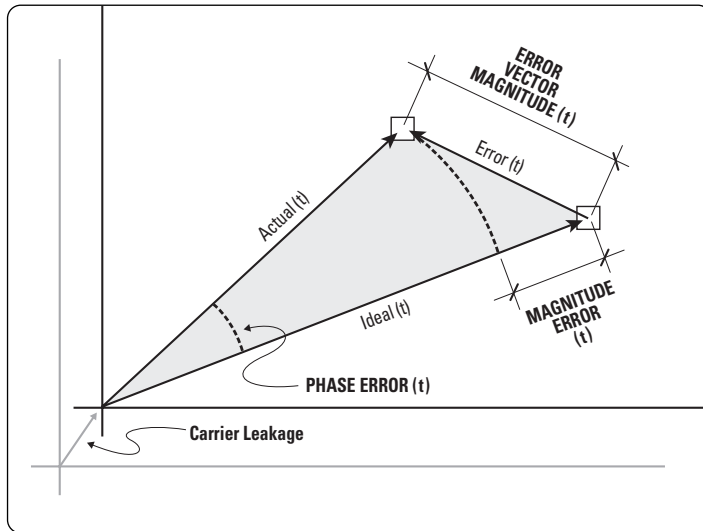 ERROR
VECTOR
MAGNITUDE (t)
Error (t)
Actual (t)
Ideal (t)
MAGNITUDE
ERROR
(t)
PHASE ERROR (t)
Carrier Leakage